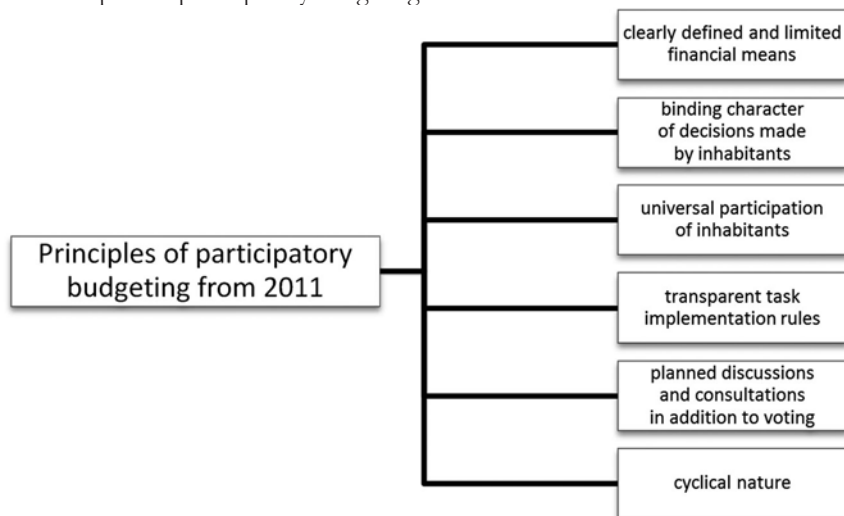 Principles of participatory
budgeting from 2011
clearly defined and limited
financial means
binding character
of decisions made
by inhabitants
universal participation
of inhabitants
transparent task
implementation rules
planned discussions
and consultations
in addition to voting
cyclical nature